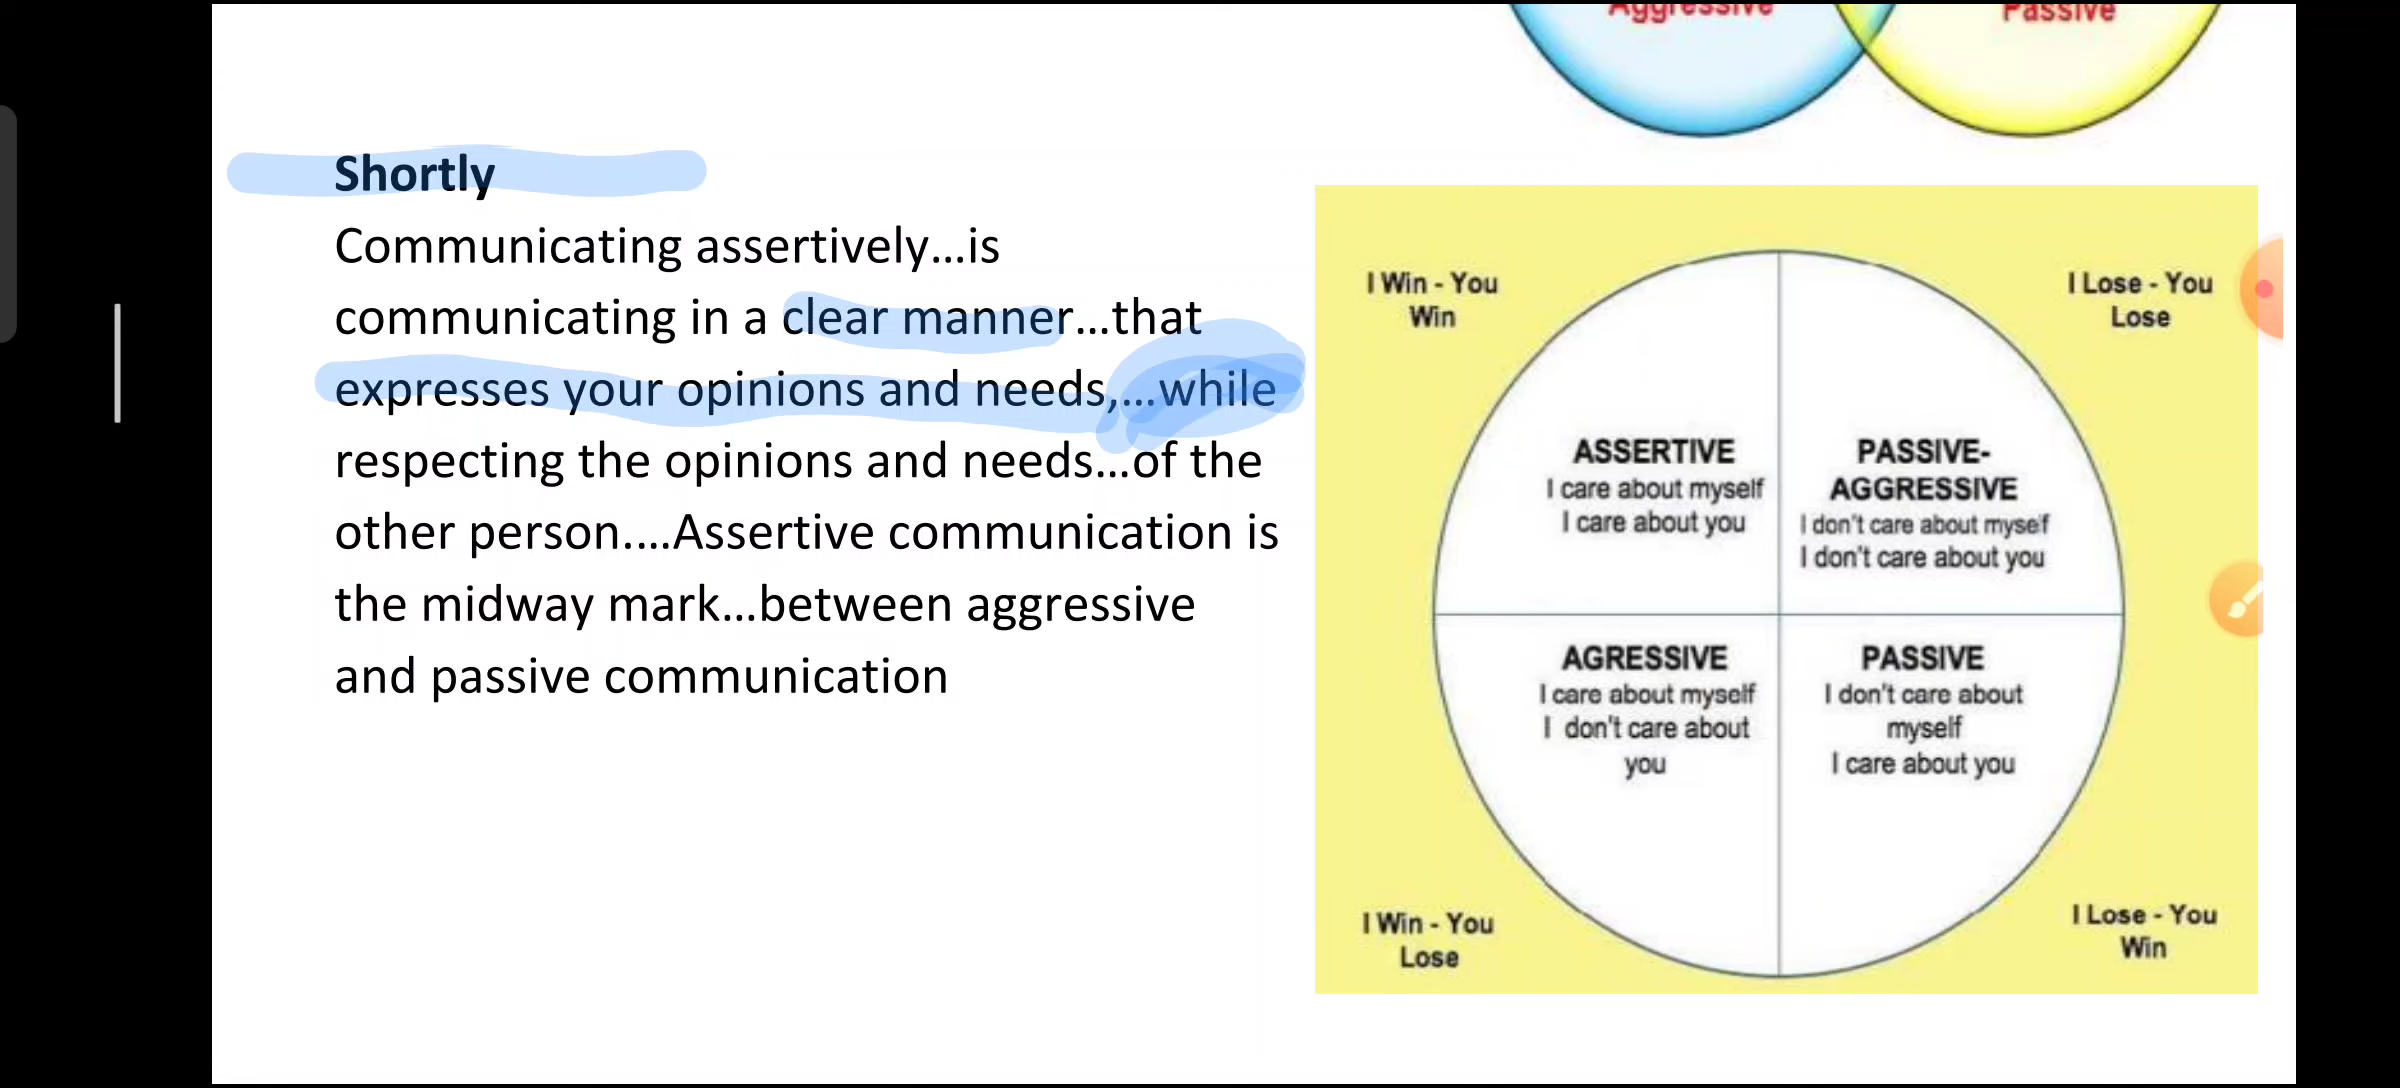 Aggressive
Passive
Shortly
Communicating assertively...is
communicating in a clear manner...that
expresses your opinions and needs,...while
respecting the opinions and needs...of the
other person....Assertive communication is
the midway mark...between aggressive
and passive communication
I Win - You
Win
I Lose - You
Lose
ASSERTIVE
I care about myself
I care about you
PASSIVE-
AGGRESSIVE
I don't care about myself
I don't care about you
AGRESSIVE
I care about myself
I don't care about
you
PASSIVE
I don't care about
myself
I care about you
I Win - You
Lose
I Lose - You
Win